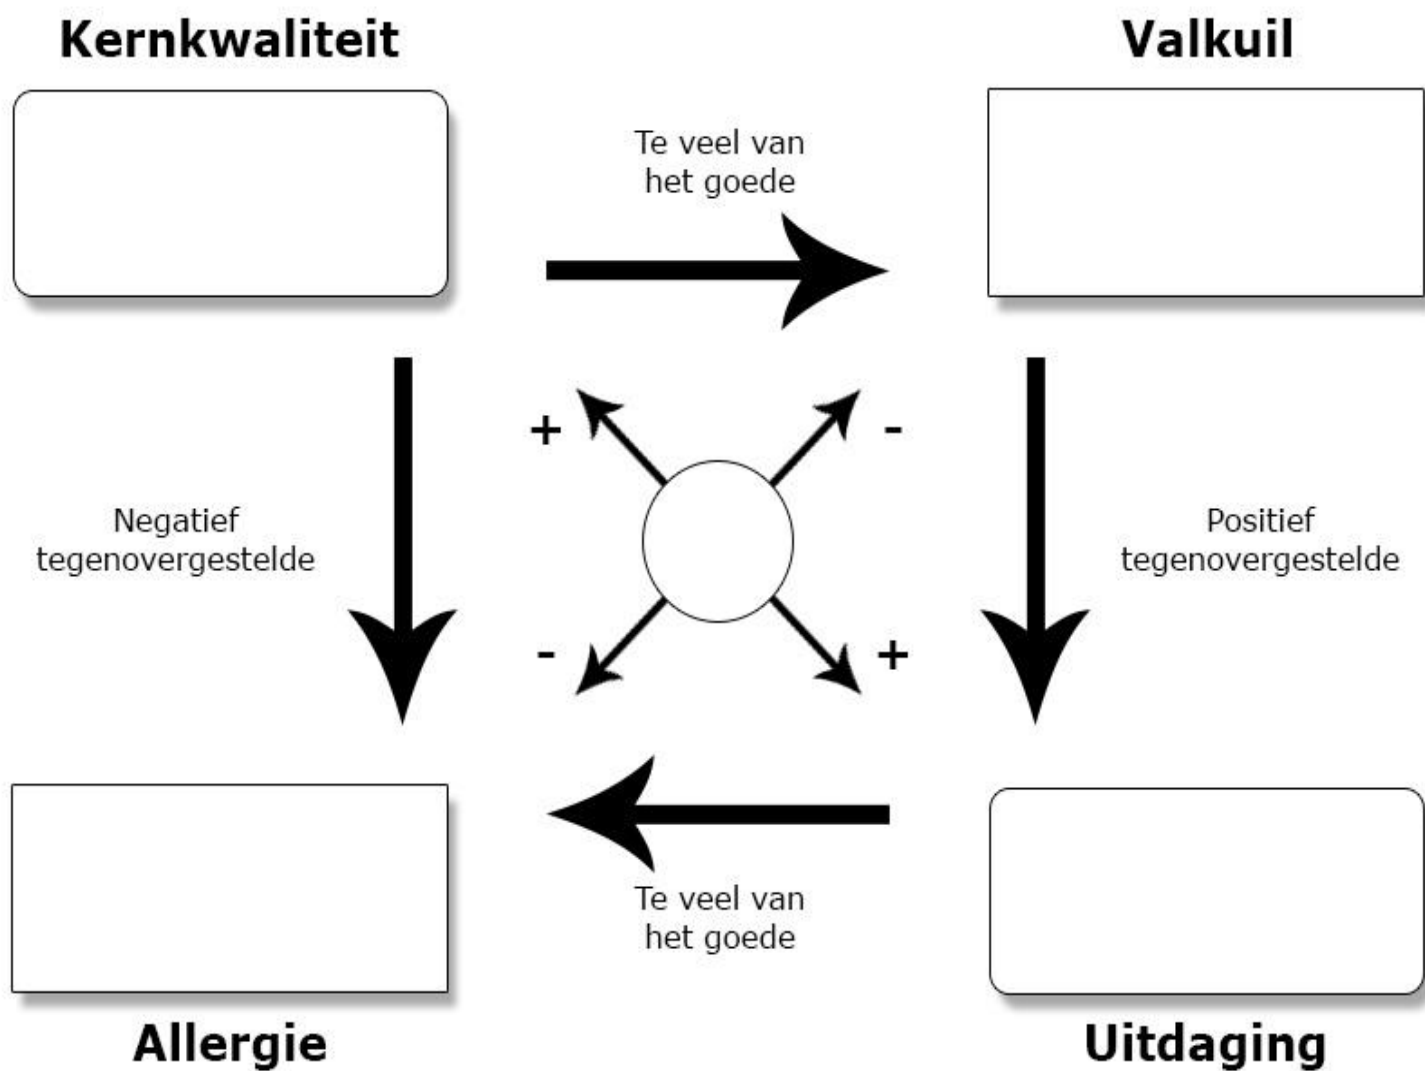 Kernkwaliteit
Valkuil
Te veel van
het goede
+
-
Negatief
tegenovergestelde
Positief
tegenovergestelde
-
+
Te veel van
het goede
Allergie
Uitdaging